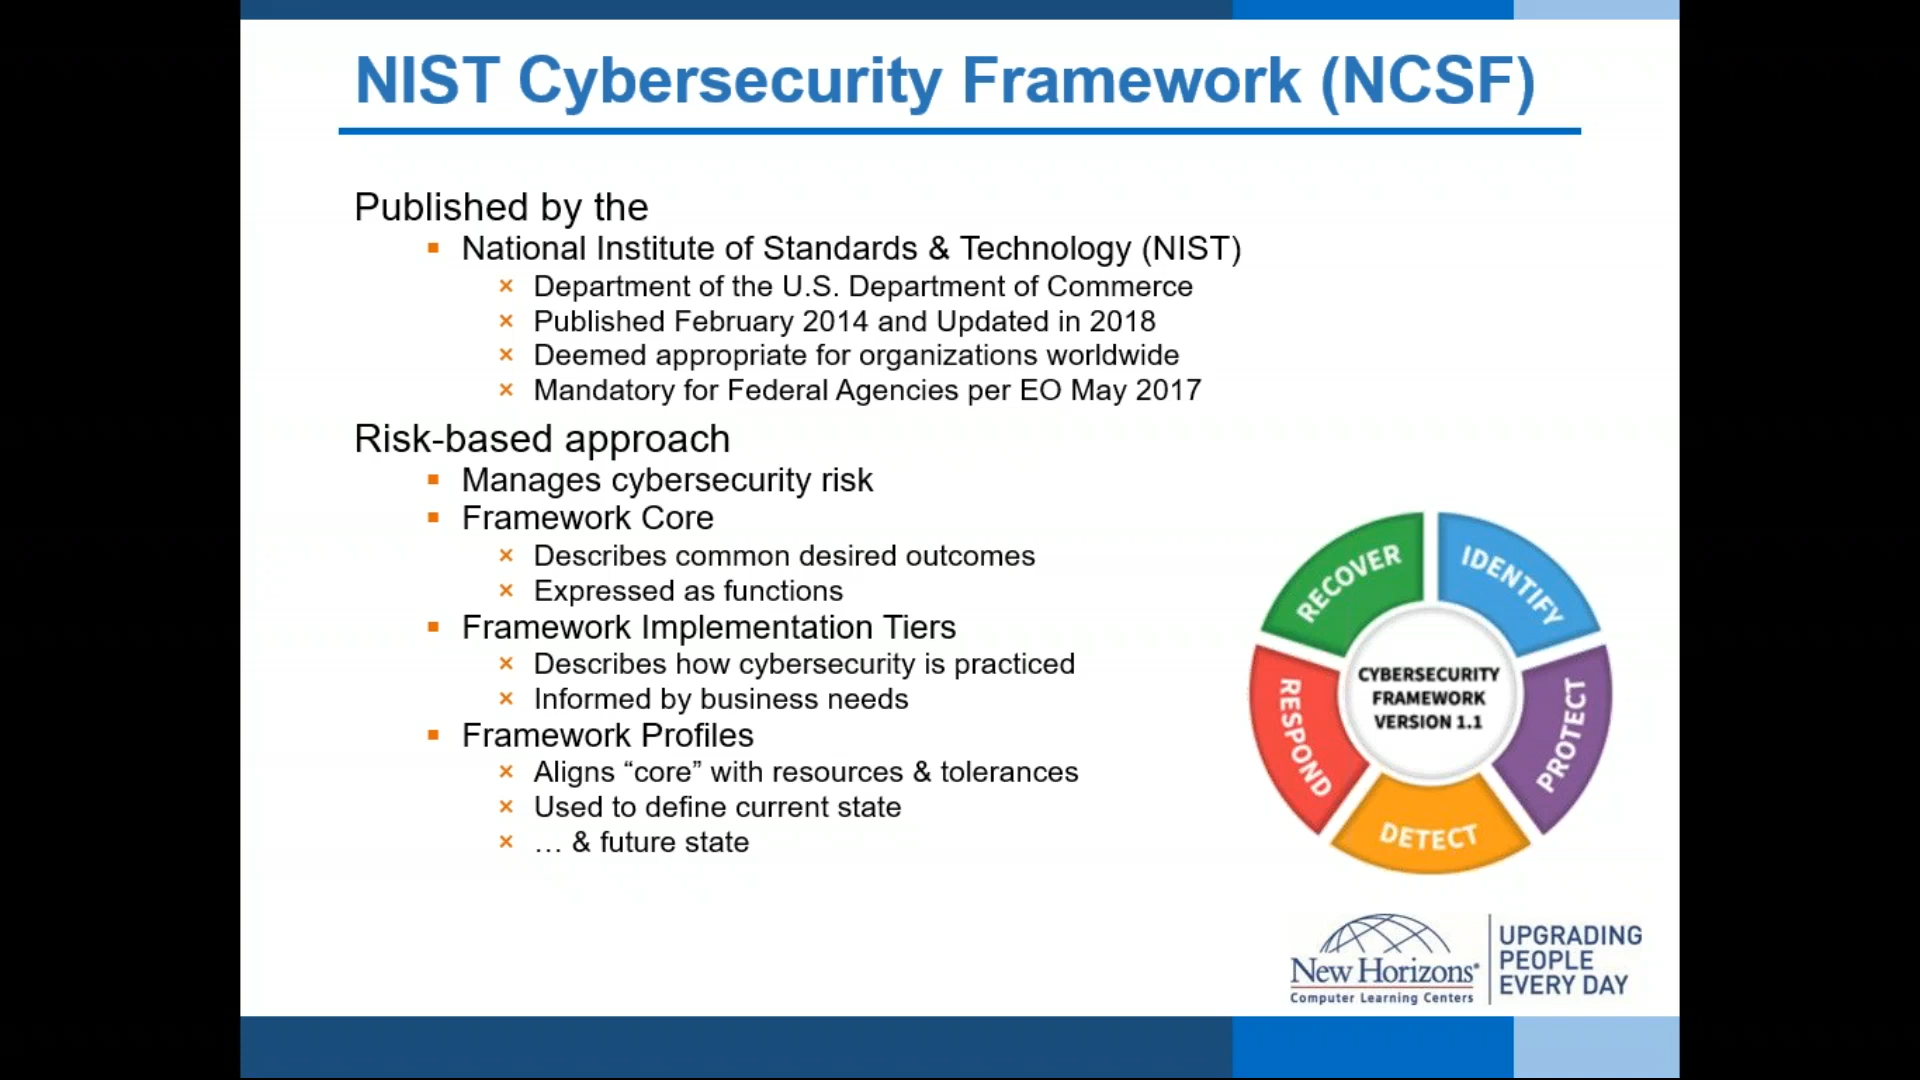 NIST Cybersecurity Framework (NCSF)
Published by the
▪ National Institute of Standards & Technology (NIST)
× Department of the U.S. Department of Commerce
× Published February 2014 and Updated in 2018
× Deemed appropriate for organizations worldwide
× Mandatory for Federal Agencies per EO May 2017
Risk-based approach
▪ Manages cybersecurity risk
▪ Framework Core
× Describes common desired outcomes
× Expressed as functions
▪ Framework Implementation Tiers
× Describes how cybersecurity is practiced
× Informed by business needs
▪ Framework Profiles
× Aligns “core” with resources & tolerances
× Used to define current state
× … & future state
IDENTIFY
PROTECT
DETECT
RESPOND
RECOVER
CYBERSECURITY
FRAMEWORK
VERSION 1.1
New Horizons®
Computer Learning Centers
UPGRADING
PEOPLE
EVERY DAY